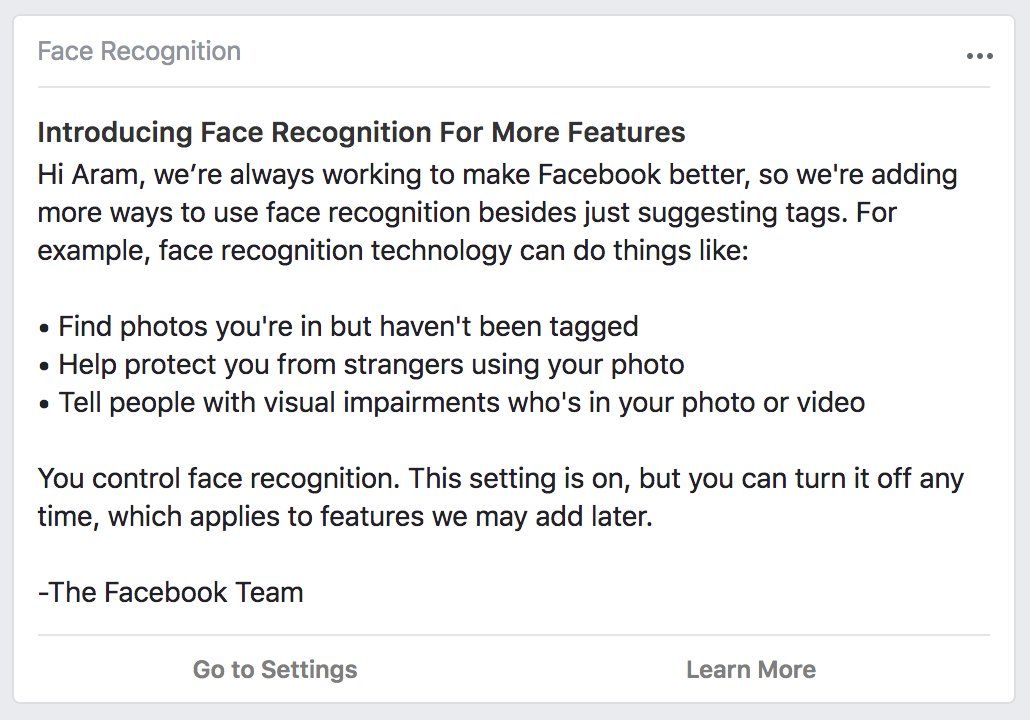 Face Recognition
Introducing Face Recognition For More Features
Hi Aram, we’re always working to make Facebook better, so we're adding
more ways to use face recognition besides just suggesting tags. For
example, face recognition technology can do things like:
• Find photos you're in but haven't been tagged
• Help protect you from strangers using your photo
• Tell people with visual impairments who's in your photo or video
You control face recognition. This setting is on, but you can turn it off any
time, which applies to features we may add later.
-The Facebook Team
Go to Settings
Learn More